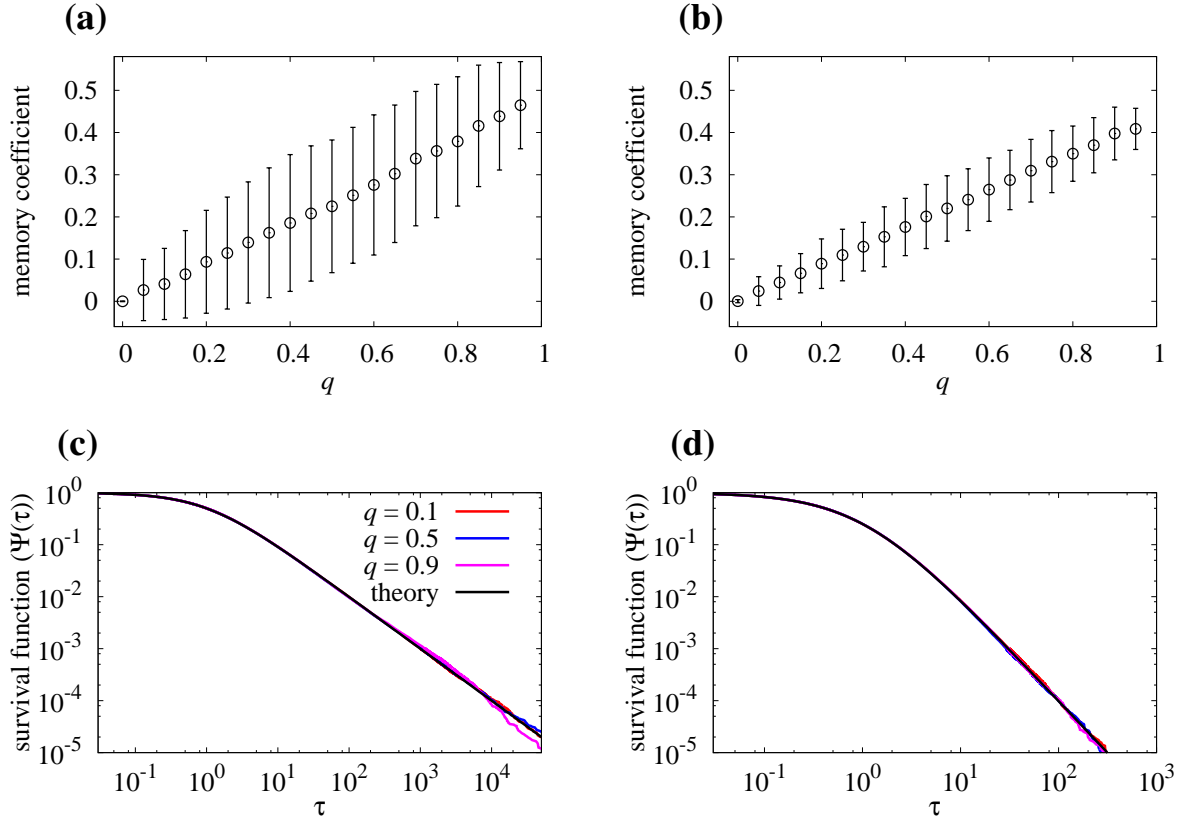 (a)
memory coefficient
0.5
0.4
0.3
0.2
0.1
0
0 0.2 0.4 0.6 0.8 1
q
(b)
memory coefficient
0.5
0.4
0.3
0.2
0.1
0
0 0.2 0.4 0.6 0.8 1
q
(c)
survival function (Ψ(τ))
10^0
10^-1
10^-2
10^-3
10^-4
10^-5
q = 0.1
q = 0.5
q = 0.9
theory
10^-1 10^0 10^1 10^2 10^3 10^4
τ
(d)
survival function (Ψ(τ))
10^0
10^-1
10^-2
10^-3
10^-4
10^-5
10^-1 10^0 10^1 10^2 10^3
τ